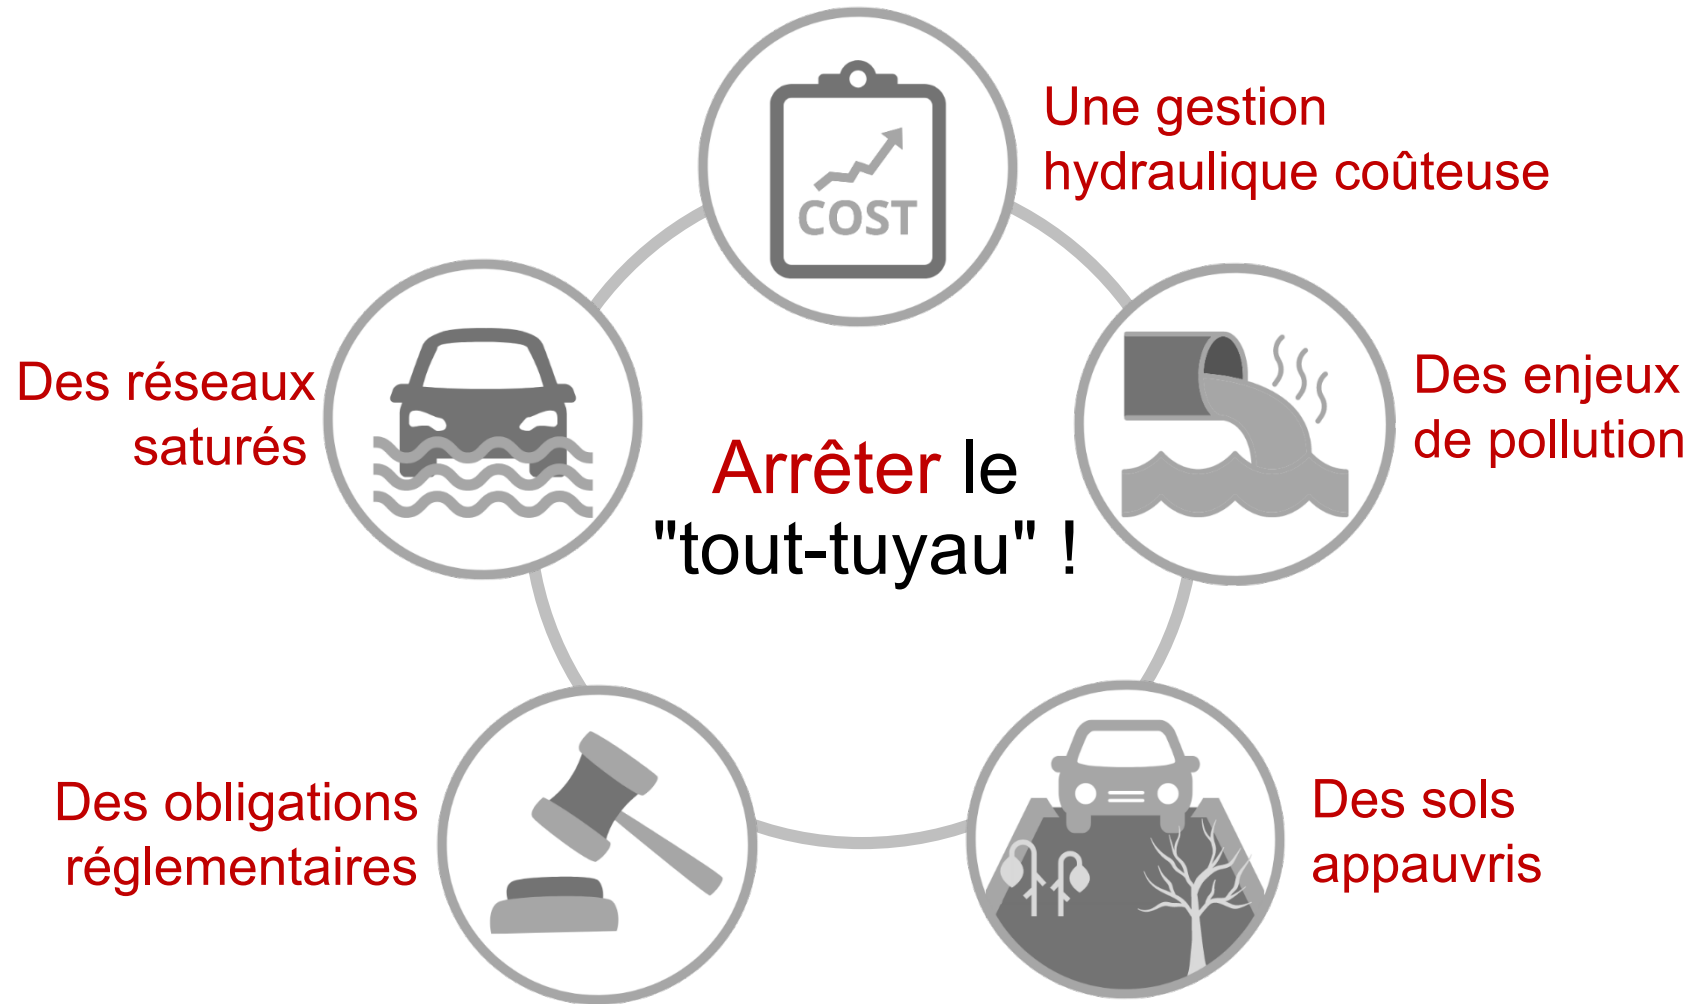 COST
Une gestion
hydraulique coûteuse
Des enjeux
de pollution
Des sols
appauvris
Des obligations
réglementaires
Des réseaux
saturés
Arrêter le
"tout-tuyau" !